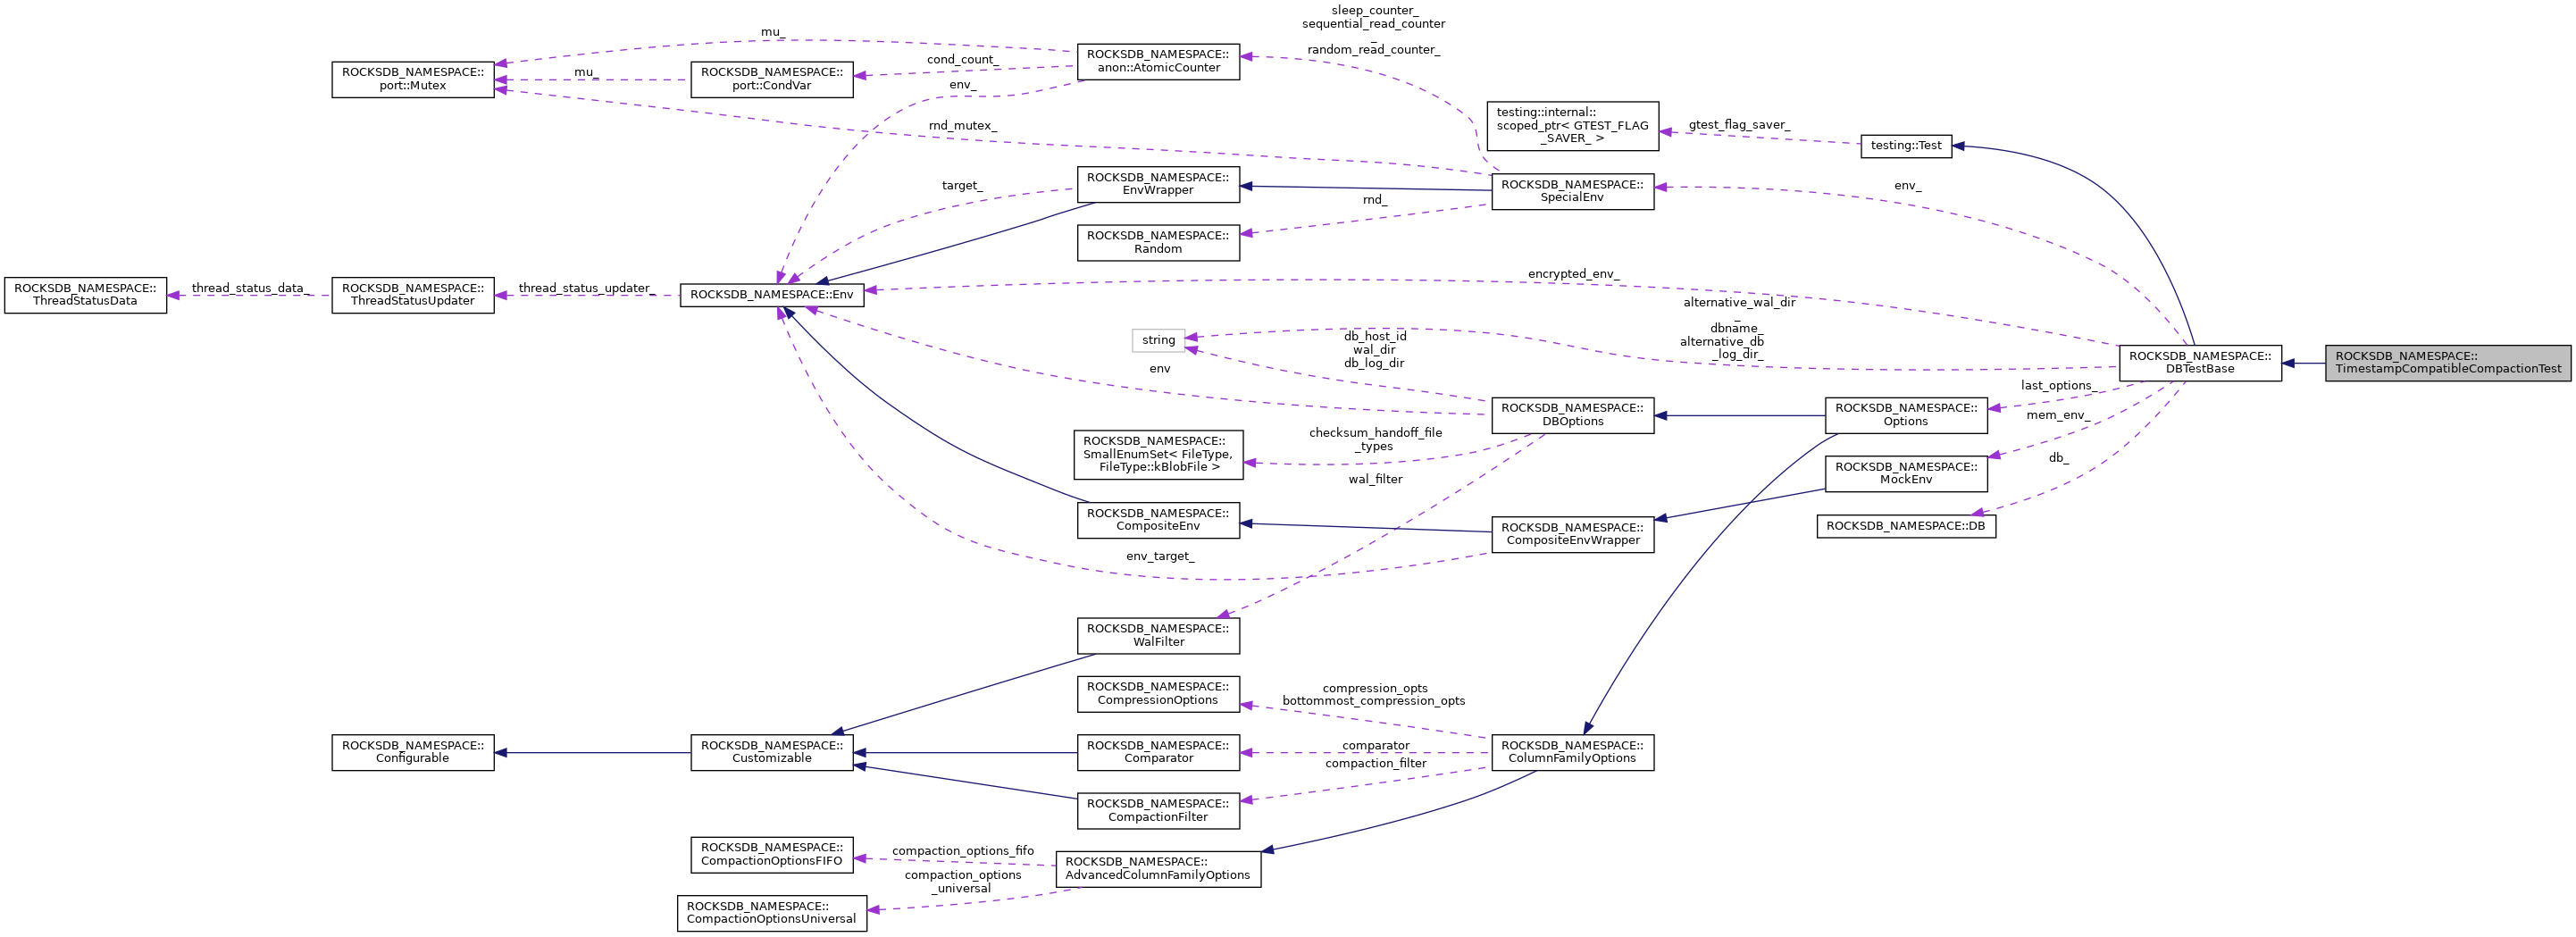 sleep_counter_
sequential_read_counter
_
random_read_counter_
mu_
ROCKSDB_NAMESPACE::
anon::AtomicCounter
cond_count_
ROCKSDB_NAMESPACE::
port::Mutex
mu_
ROCKSDB_NAMESPACE::
port::CondVar
env_
testing::internal::
scoped_ptr< GTEST_FLAG
_SAVER_ >
gtest_flag_saver_
rnd_mutex_
testing::Test
ROCKSDB_NAMESPACE::
EnvWrapper
target_
ROCKSDB_NAMESPACE::
SpecialEnv
env_
rnd_
ROCKSDB_NAMESPACE::
Random
encrypted_env_
ROCKSDB_NAMESPACE::
ThreadStatusData
thread_status_data_
ROCKSDB_NAMESPACE::
ThreadStatusUpdater
thread_status_updater_
ROCKSDB_NAMESPACE::Env
alternative_wal_dir
_
dbname_
alternative_db
_log_dir_
string
db_host_id
wal_dir
db_log_dir
env
ROCKSDB_NAMESPACE::
DBTestBase
ROCKSDB_NAMESPACE::
TimestampCompatibleCompactionTest
last_options_
ROCKSDB_NAMESPACE::
DBOptions
ROCKSDB_NAMESPACE::
Options
mem_env_
checksum_handoff_file
_types
ROCKSDB_NAMESPACE::
SmallEnumSet< FileType,
FileType::kBlobFile >
db_
ROCKSDB_NAMESPACE::
MockEnv
wal_filter
ROCKSDB_NAMESPACE::
CompositeEnv
ROCKSDB_NAMESPACE::
CompositeEnvWrapper
ROCKSDB_NAMESPACE::DB
env_target_
ROCKSDB_NAMESPACE::
WalFilter
ROCKSDB_NAMESPACE::
CompressionOptions
compression_opts
bottommost_compression_opts
ROCKSDB_NAMESPACE::
Configurable
ROCKSDB_NAMESPACE::
Customizable
ROCKSDB_NAMESPACE::
Comparator
comparator
compaction_filter
ROCKSDB_NAMESPACE::
ColumnFamilyOptions
ROCKSDB_NAMESPACE::
CompactionFilter
ROCKSDB_NAMESPACE::
CompactionOptionsFIFO
compaction_options_fifo
ROCKSDB_NAMESPACE::
AdvancedColumnFamilyOptions
compaction_options
_universal
ROCKSDB_NAMESPACE::
CompactionOptionsUniversal